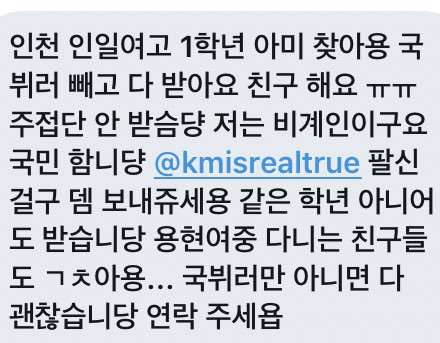 인천 인일여고 1학년 아미 찾아용 국
뷔러 빼고 다 받아요 친구 해요 ㅠㅠ
주접단 안 받슴댱 저는 비계인이구요
국민 함니댱 @kmisrealtrue 팔신
걸구 뎀 보내쥬세용 같은 학년 아니어
도 받습니당 용현여중 다니는 친구들
도 ㄱㅊ아용... 국뷔러만 아니면 다
괜찮습니당 연락 주세욥